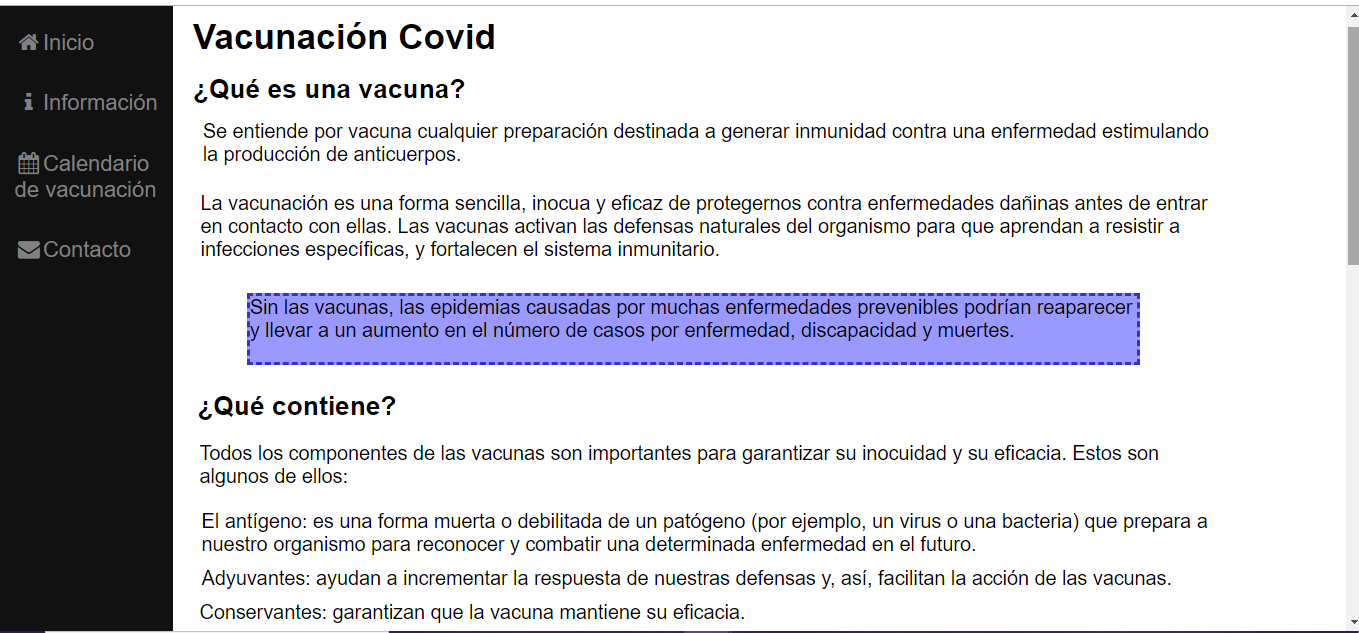 Inicio
Información
Calendario
de vacunación
Contacto
Vacunación Covid
¿Qué es una vacuna?
Se entiende por vacuna cualquier preparación destinada a generar inmunidad contra una enfermedad estimulando
la producción de anticuerpos.
La vacunación es una forma sencilla, inocua y eficaz de protegernos contra enfermedades dañinas antes de entrar
en contacto con ellas. Las vacunas activan las defensas naturales del organismo para que aprendan a resistir a
infecciones específicas, y fortalecen el sistema inmunitario.
Sin las vacunas, las epidemias causadas por muchas enfermedades prevenibles podrían reaparecer
y llevar a un aumento en el número de casos por enfermedad, discapacidad y muertes.
¿Qué contiene?
Todos los componentes de las vacunas son importantes para garantizar su inocuidad y su eficacia. Estos son
algunos de ellos:
El antígeno: es una forma muerta o debilitada de un patógeno (por ejemplo, un virus o una bacteria) que prepara a
nuestro organismo para reconocer y combatir una determinada enfermedad en el futuro.
Adyuvantes: ayudan a incrementar la respuesta de nuestras defensas y, así, facilitan la acción de las vacunas.
Conservantes: garantizan que la vacuna mantiene su eficacia.